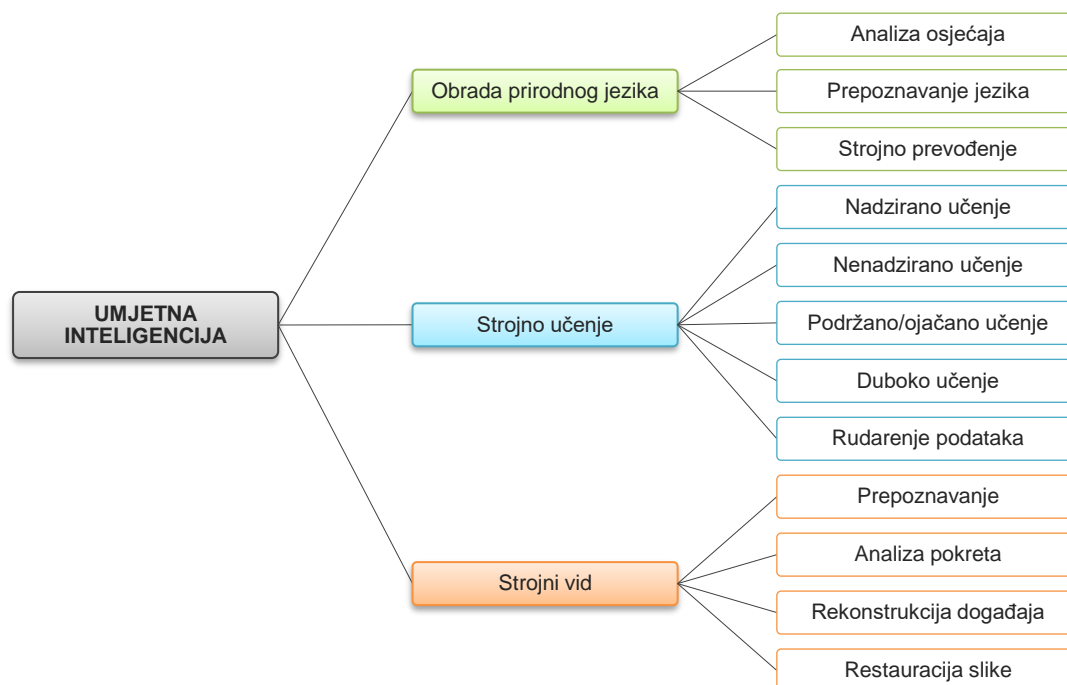 Analiza osjećaja
Obrada prirodnog jezika
Prepoznavanje jezika
Strojno prevođenje
Nadzirano učenje
Nenadzirano učenje
UMJETNA
INTELIGENCIJA
Strojno učenje
Podržano/ojačano učenje
Duboko učenje
Rudarenje podataka
Prepoznavanje
Analiza pokreta
Strojni vid
Rekonstrukcija događaja
Restauracija slike